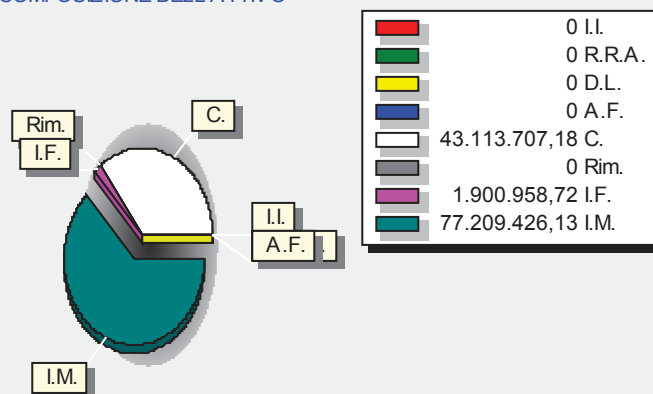 0 I.I.
0 R.R.A.
0 D.L.
0 A.F.
43.113.707,18 C.
0 Rim.
1.900.958,72 I.F.
77.209.426,13 I.M.
C.
Rim.
I.F.
I.I.
A.F.
I.M.